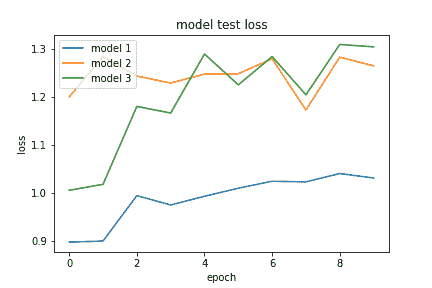 model test loss
model 1
model 2
model 3
1.3
1.2
1.1
1.0
0.9
loss
0 2 4 6 8
epoch